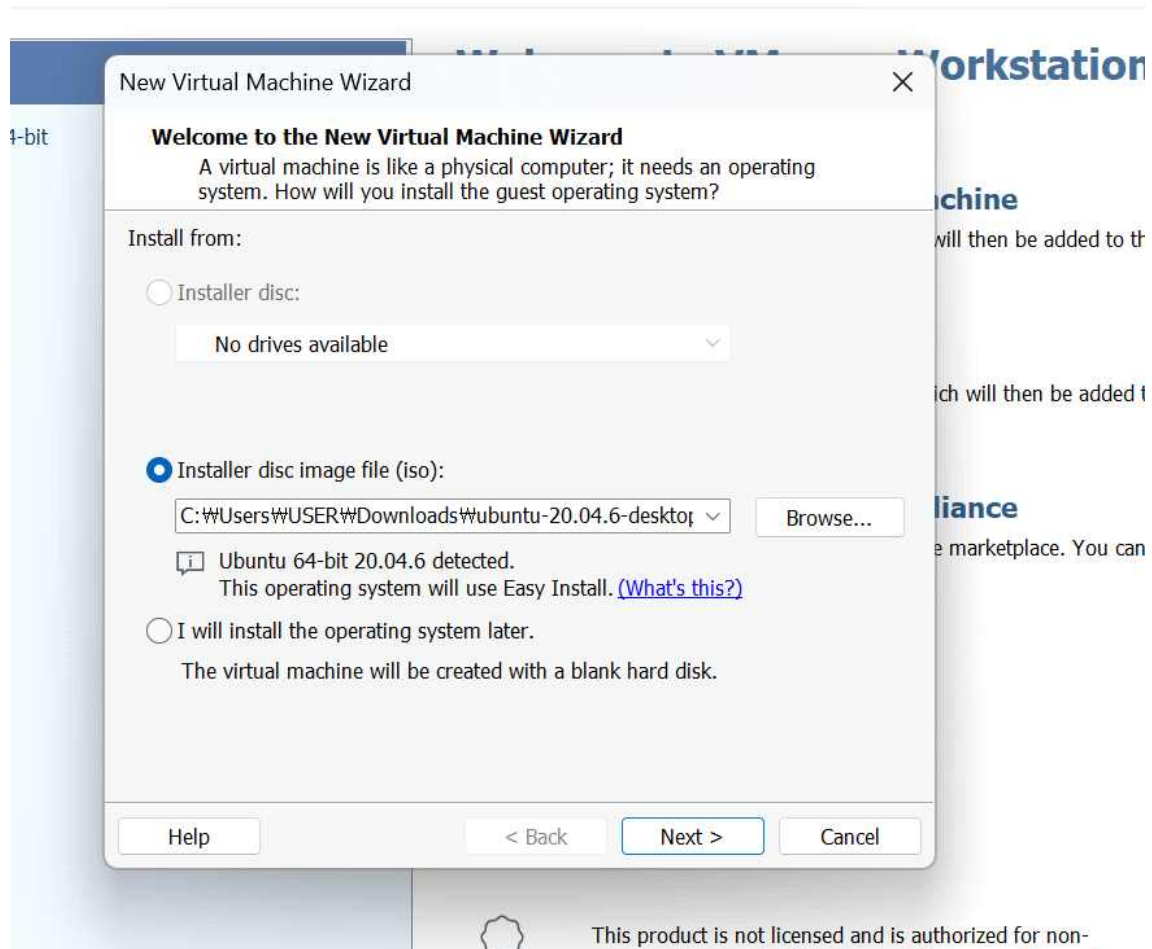 orkstation
New Virtual Machine Wizard
4-bit
Welcome to the New Virtual Machine Wizard
A virtual machine is like a physical computer; it needs an operating
system. How will you install the guest operating system?
chine
will then be added to th
Install from:
Installer disc:
No drives available
ich will then be added t
Installer disc image file (iso):
C:₩Users₩USER₩Downloads₩ubuntu-20.04.6-desktop
Browse...
liance
e marketplace. You can
Ubuntu 64-bit 20.04.6 detected.
This operating system will use Easy Install. (What's this?)
I will install the operating system later.
The virtual machine will be created with a blank hard disk.
Help
< Back
Next >
Cancel
This product is not licensed and is authorized for non-